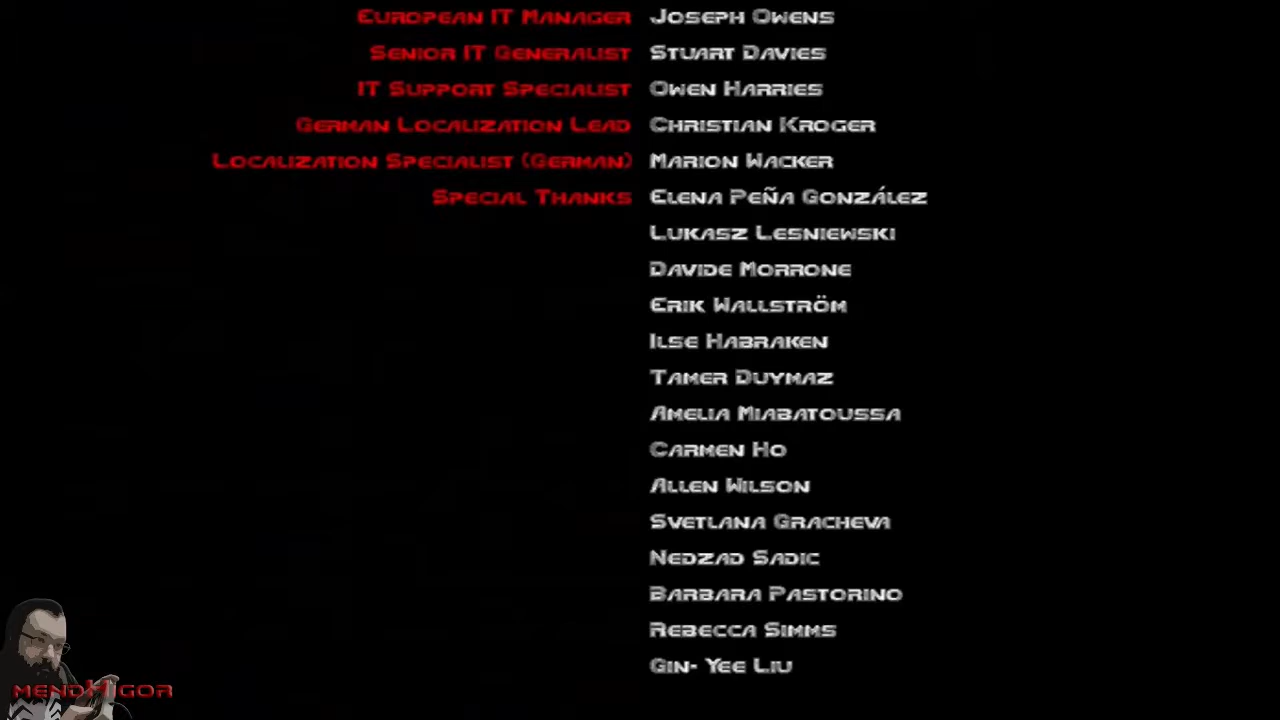 European IT Manager Joseph Owens
Senior IT Generalist Stuart Davies
IT Support Specialist Owen Harries
German Localization Lead Christian Kroger
Localization Specialist (German) Marion Wacker
Special Thanks Elena Peña González
Lukasz Lesniewski
Davide Morrone
Erik Wallström
Ilse Habraken
Tamer Duymaz
Amelia Miabatoussa
Carmen Ho
Allen Wilson
Svetlana Gracheva
Nedzad Sadic
Barbara Pastorino
Rebecca Simms
Gin- Yee Liu
mendH igor